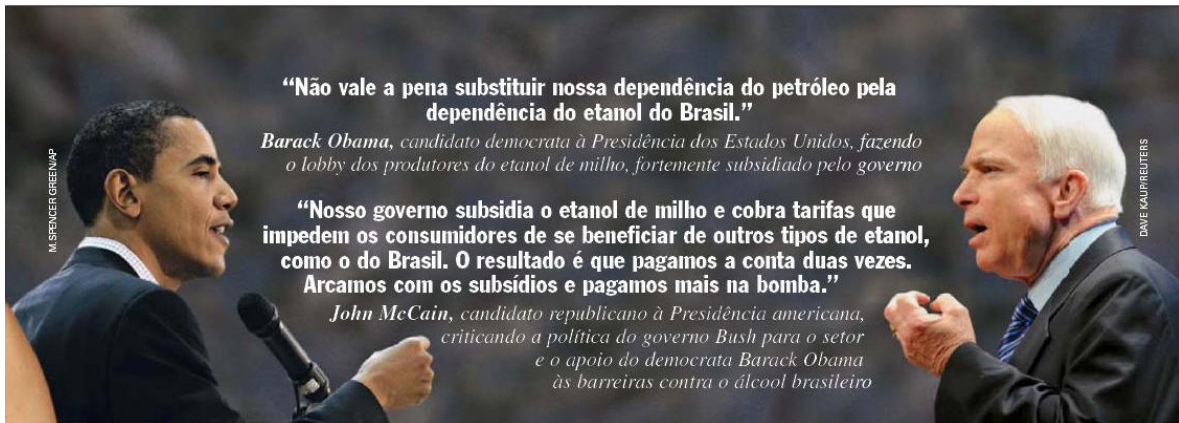 “Não vale a pena substituir nossa dependência do petróleo pela
dependência do etanol do Brasil.”
Barack Obama, candidato democrata à Presidência dos Estados Unidos, fazendo
o lobby dos produtores do etanol de milho, fortemente subsidiado pelo governo
“Nosso governo subsidia o etanol de milho e cobra tarifas que
impedem os consumidores de se beneficiar de outros tipos de etanol,
como o do Brasil. O resultado é que pagamos a conta duas vezes.
Arcamos com os subsídios e pagamos mais na bomba.”
John McCain, candidato republicano à Presidência americana,
criticando a política do governo Bush para o setor
e o apoio do democrata Barack Obama
às barreiras contra o álcool brasileiro
M. SPENCER GREEN/AP
DAVE KAUP/REUTERS